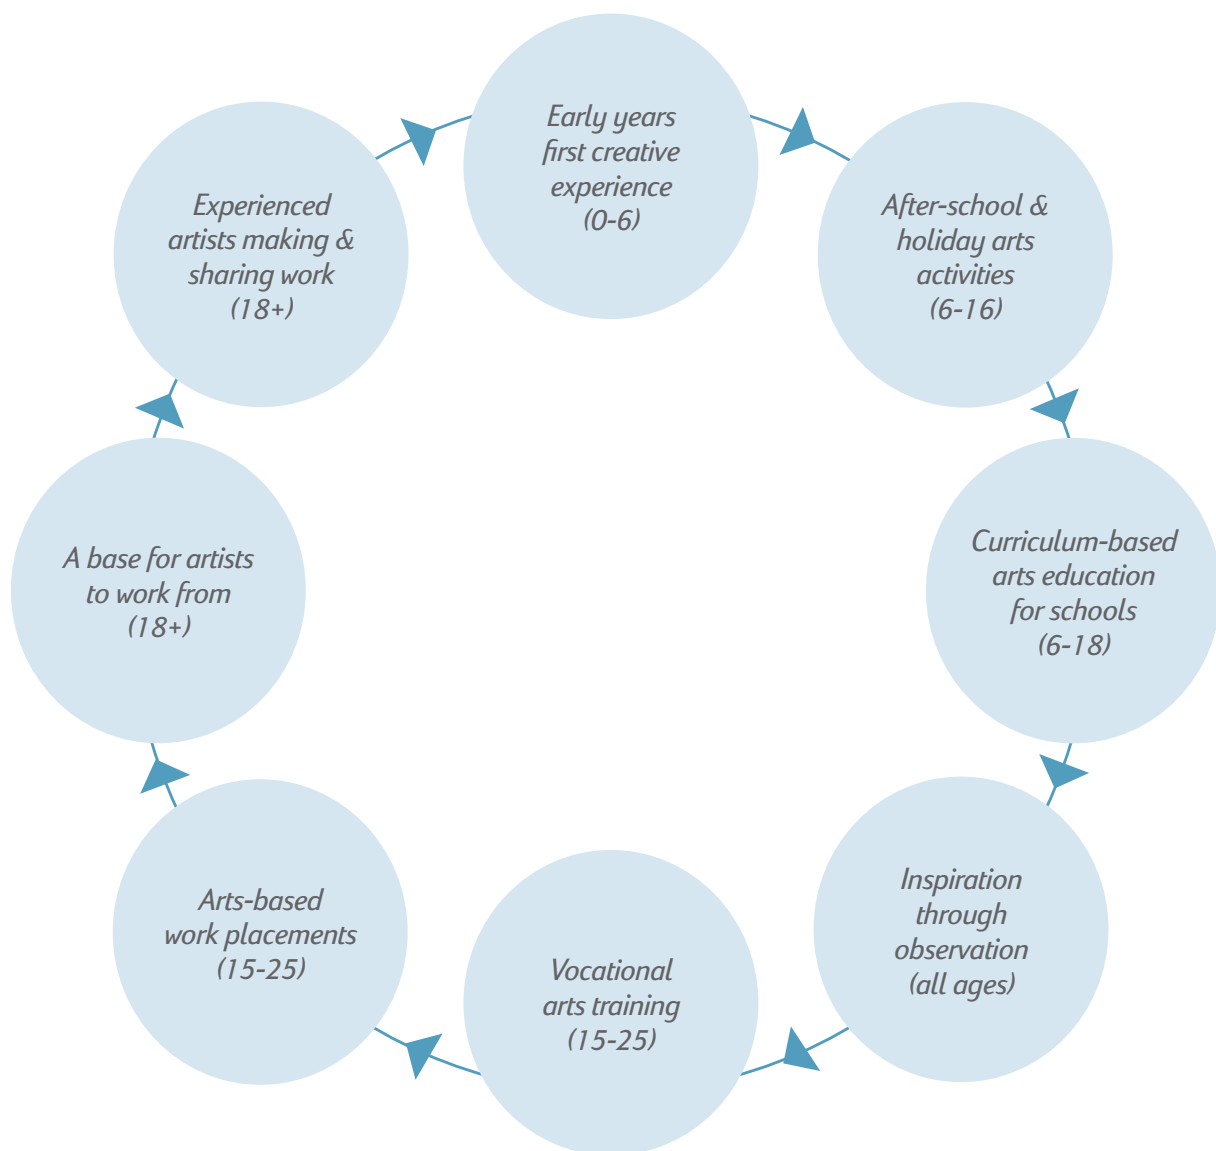 Early years
first creative
experience
(0-6)
After-school &
holiday arts
activities
(6-16)
Curriculum-based
arts education
for schools
(6-18)
Inspiration
through
observation
(all ages)
Vocational
arts training
(15-25)
Arts-based
work placements
(15-25)
A base for artists
to work from
(18+)
Experienced
artists making &
sharing work
(18+)